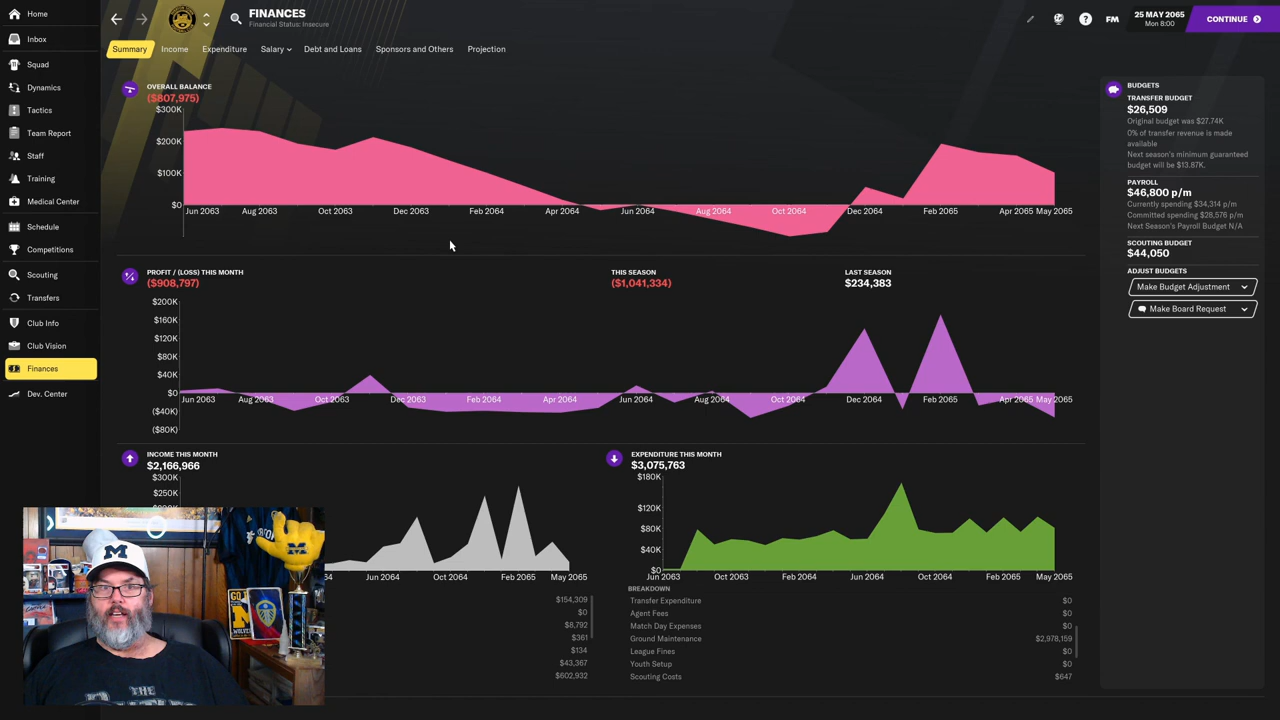 Home
Inbox
Squad
Dynamics
Tactics
Team Report
Staff
Training
Medical Center
Schedule
Competitions
Scouting
Transfers
Club Info
Club Vision
Finances
Dev. Center
FINANCES
Financial Status: Insecure
FM
25 MAY 2065
Mon 8:00
CONTINUE
Summary
Income
Expenditure
Salary
Debt and Loans
Sponsors and Others
Projection
OVERALL BALANCE
($807,975)
$300K
$200K
$100K
$0
Jun 2063 Aug 2063 Oct 2063 Dec 2063 Feb 2064 Apr 2064 Jun 2064 Aug 2064 Oct 2064 Dec 2064 Feb 2065 Apr 2065 May 2065
PROFIT / (LOSS) THIS MONTH
($908,797)
THIS SEASON
($1,041,334)
LAST SEASON
$234,383
$200K
$160K
$120K
$80K
$40K
$0
($40K)
($80K)
Jun 2063 Aug 2063 Oct 2063 Dec 2063 Feb 2064 Apr 2064 Jun 2064 Aug 2064 Oct 2064 Dec 2064 Feb 2065 Apr 2065 May 2065
INCOME THIS MONTH
$2,166,966
$300K
$250K
Jun 2064 Oct 2064 Feb 2065 May 2065
$154,309
$0
$8,792
$361
$134
$43,367
$602,932
EXPENDITURE THIS MONTH
$3,075,763
$180K
$120K
$80K
$40K
$0
Jun 2063 Oct 2063 Feb 2064 Jun 2064 Oct 2064 Feb 2065 May 2065
BREAKDOWN
Transfer Expenditure $0
Agent Fees $0
Match Day Expenses $0
Ground Maintenance $2,978,159
League Fines $0
Youth Setup $0
Scouting Costs $647
BUDGETS
TRANSFER BUDGET
$26,509
Original budget was $27.74K
0% of transfer revenue is made
available
Next season's minimum guaranteed
budget will be $13.87K.
PAYROLL
$46,800 p/m
Currently spending $34,314 p/m
Committed spending $28,576 p/m
Next Season's Payroll Budget N/A
SCOUTING BUDGET
$44,050
ADJUST BUDGETS
Make Budget Adjustment
Make Board Request
M
GO
WOLVES
M
THE